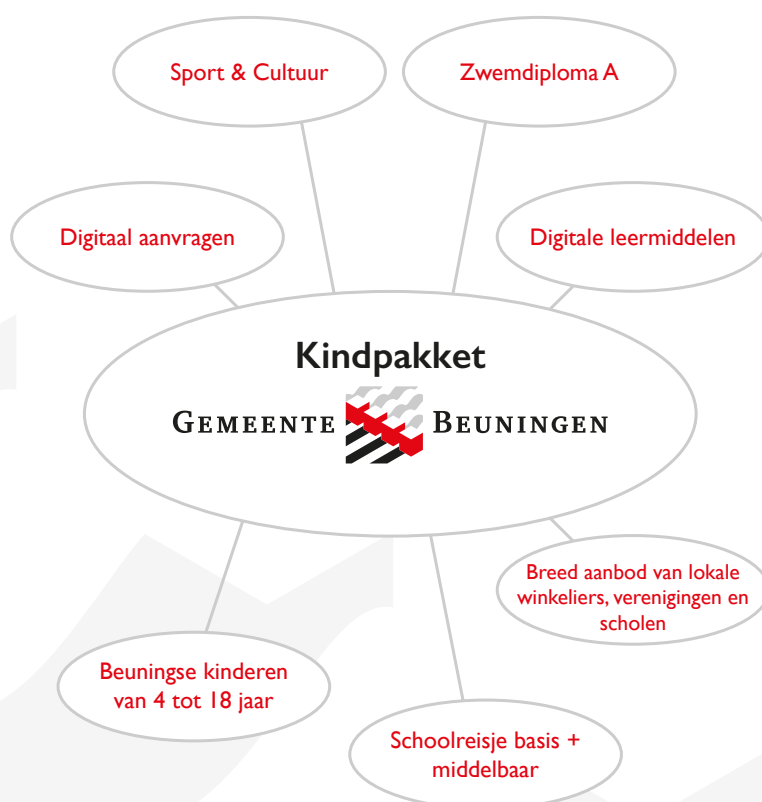 Sport & Cultuur
Zwemdiploma A
Digitaal aanvragen
Digitale leermiddelen
Kindpakket
GEMEENTE BEUNINGEN
Breed aanbod van lokale
winkeliers, verenigingen en
scholen
Beuningse kinderen
van 4 tot 18 jaar
Schoolreisje basis +
middelbaar